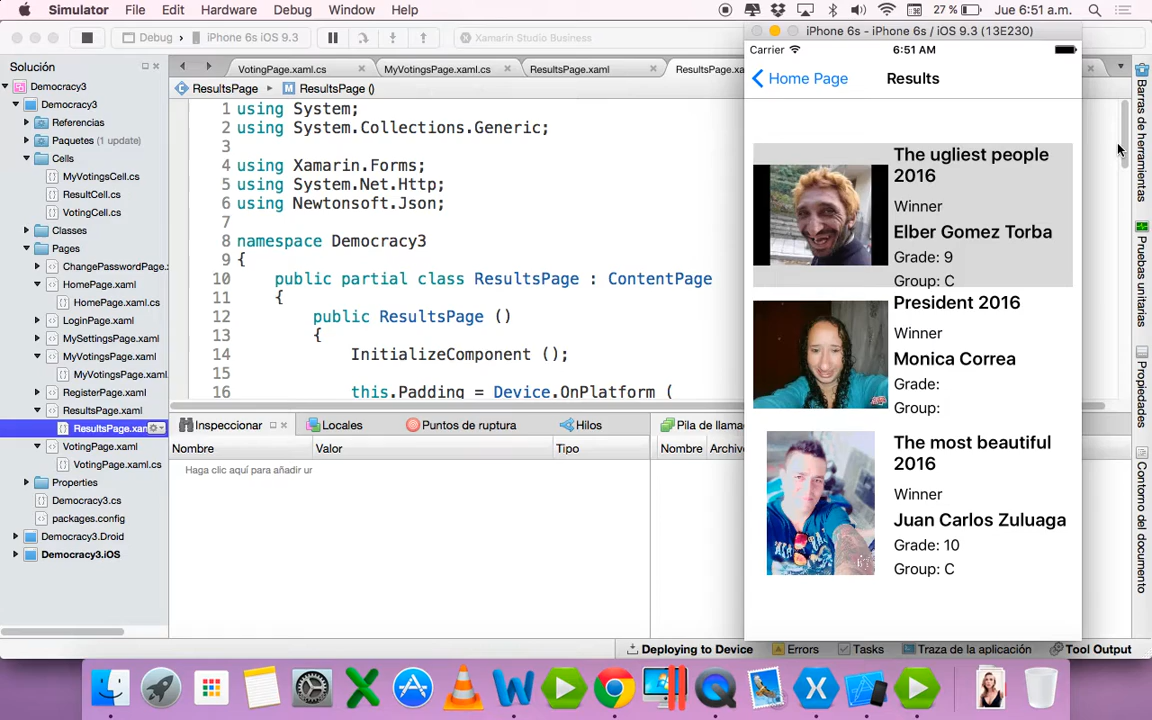 Simulator File Edit Hardware Debug Window Help 27 % Jue 6:51 a.m.
Debug iPhone 6s iOS 9.3 Xamarin Studio Business
iPhone 6s - iPhone 6s / iOS 9.3 (13E230)
Carrier 6:51 AM
Home Page Results
The ugliest people
2016
Winner
Elber Gomez Torba
Grade: 9
Group: C
President 2016
Winner
Monica Correa
Grade:
Group:
The most beautiful
2016
Winner
Juan Carlos Zuluaga
Grade: 10
Group: C
Solución
Democracy3
Democracy3
Referencias
Paquetes (1 update)
Cells
MyVotingsCell.cs
ResultCell.cs
VotingCell.cs
Classes
Pages
ChangePasswordPage.
HomePage.xaml
HomePage.xaml.cs
LoginPage.xaml
MySettingsPage.xaml
MyVotingsPage.xaml
MyVotingsPage.xaml.
RegisterPage.xaml
ResultsPage.xaml
ResultsPage.xam
VotingPage.xaml
VotingPage.xaml.cs
Properties
Democracy3.cs
packages.config
Democracy3.Droid
Democracy3.iOS
VotingPage.xaml.cs MyVotingsPage.xaml.cs ResultsPage.xaml ResultsPage.xa
ResultsPage ResultsPage ()
1 using System;
2 using System.Collections.Generic;
3
4 using Xamarin.Forms;
5 using System.Net.Http;
6 using Newtonsoft.Json;
7
8 namespace Democracy3
9 {
10 public partial class ResultsPage : ContentPage
11 {
12 public ResultsPage ()
13 {
14 InitializeComponent ();
15
16 this.Padding = Device.OnPlatform (
Inspeccionar Locales Puntos de ruptura Hilos Pila de llama
Nombre Valor Tipo Nombre Archiv
Haga clic aquí para añadir ur
Barras de herramientas
Pruebas unitarias
Propiedades
Contorno del documento
Deploying to Device Errors Tasks Traza de la aplicación Tool Output